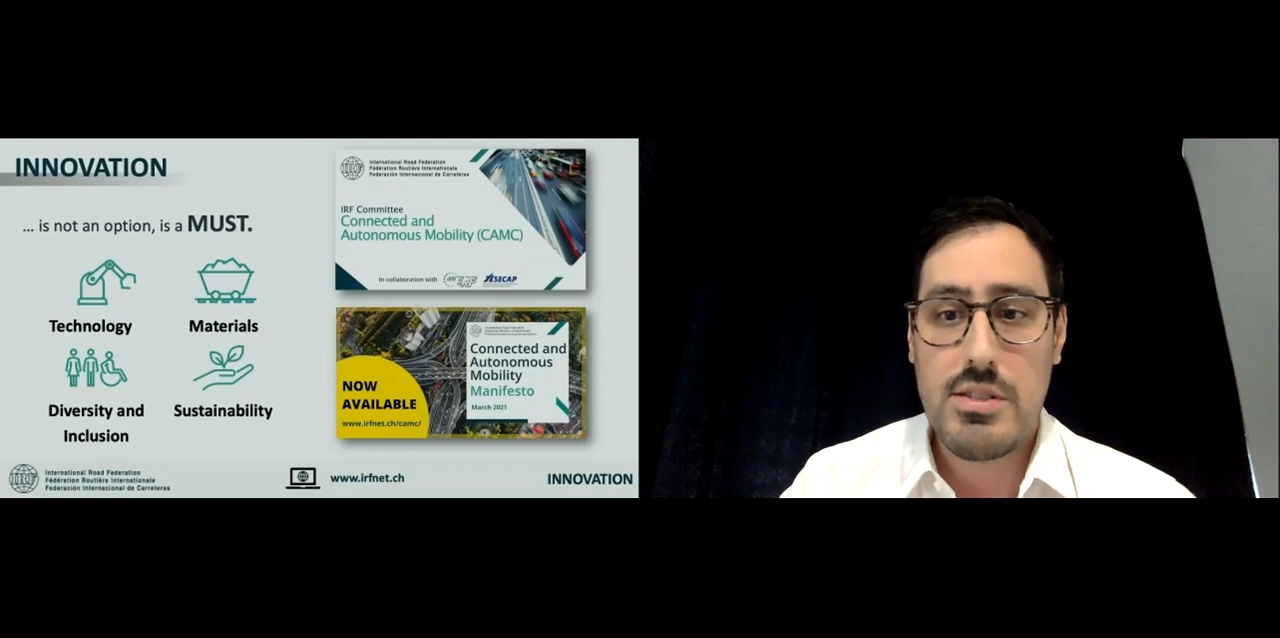 INNOVATION
... is not an option, is a MUST.
Technology
Materials
Diversity and
Inclusion
Sustainability
International Road Federation
Fédération Routière Internationale
Federación Internacional de Carreteras
IRF Committee
Connected and
Autonomous Mobility (CAMC)
In collaboration with
ERF
ASECAP
Connected and
Autonomous
Mobility
Manifesto
March 2021
NOW
AVAILABLE
www.irfnet.ch/camc/
IRF
International Road Federation
Fédération Routière Internationale
Federación Internacional de Carreteras
www.irfnet.ch
INNOVATION